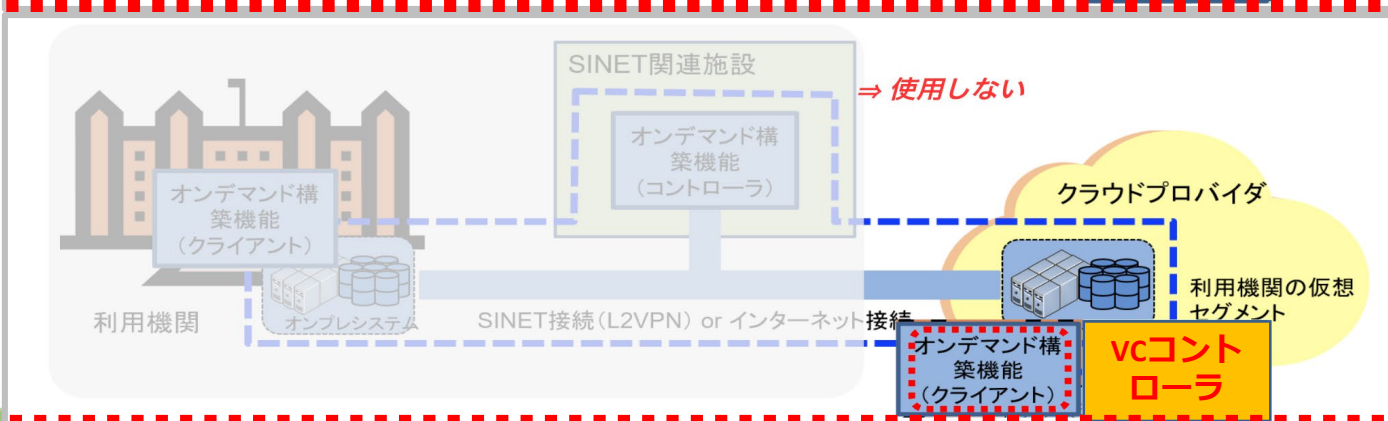 SINET関連施設
⇒ 使用しない
オンデマンド構
築機能
(コントローラ)
クラウドプロバイダ
オンデマンド構
築機能
(クライアント)
利用機関の仮想
セグメント
利用機関
オンプレシステム
SINET接続(L2VPN) or インターネット接続
オンデマンド構
築機能
(クライアント)
VCコント
ローラ